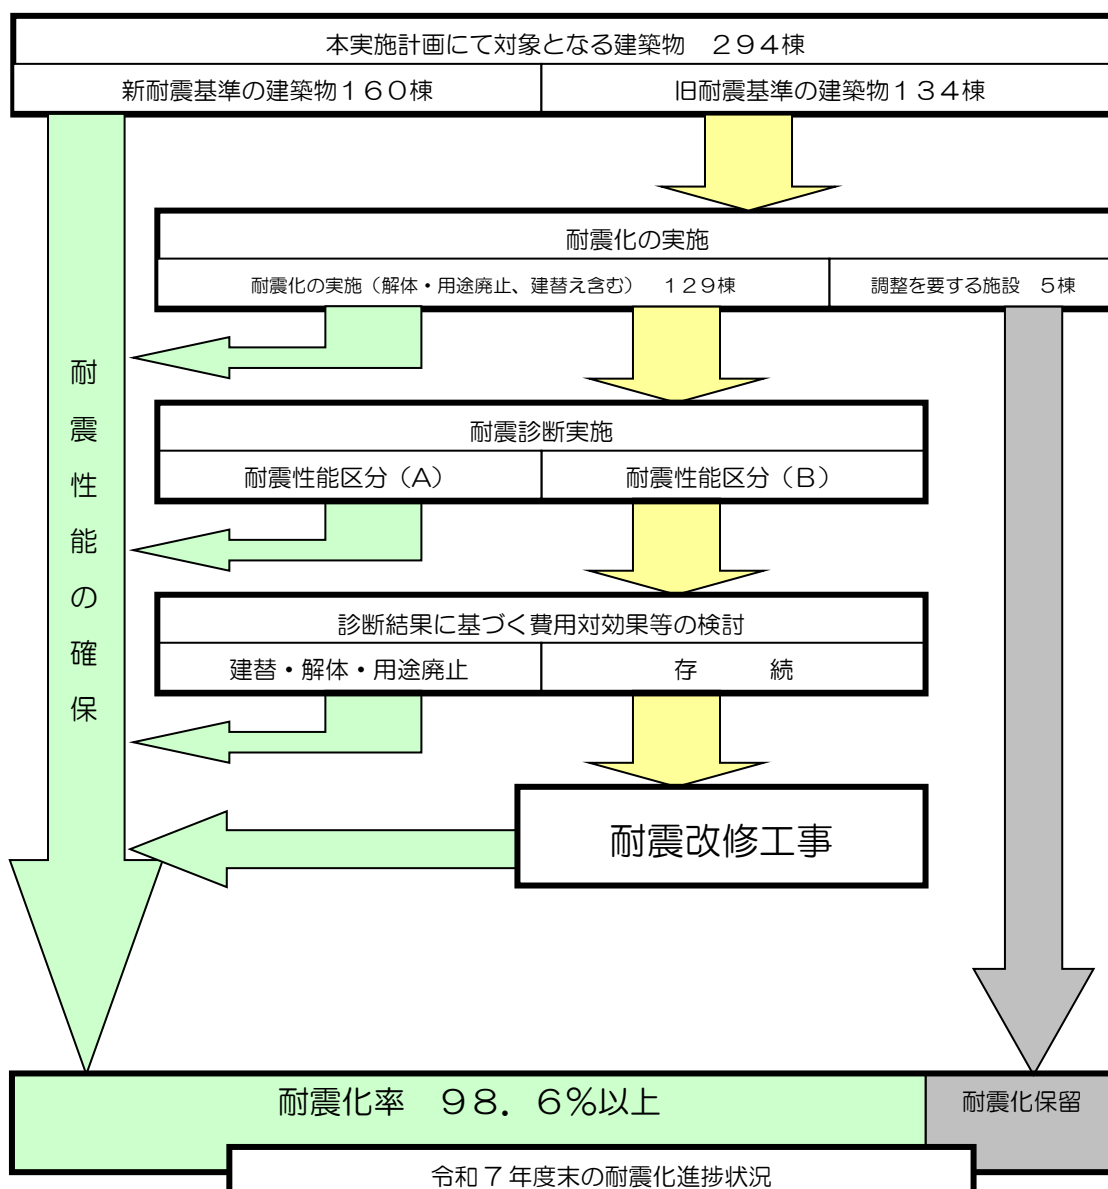 本実施計画にて対象となる建築物　２９４棟
新耐震基準の建築物１６０棟
旧耐震基準の建築物１３４棟
耐震化の実施
耐震化の実施（解体・用途廃止、建替え含む）　１２９棟
調整を要する施設　５棟
耐震診断実施
耐震性能区分（Ａ）
耐震性能区分（Ｂ）
診断結果に基づく費用対効果等の検討
建替・解体・用途廃止
存　　続
耐震改修工事
耐震性能の確保
耐震化率　９８．６％以上
耐震化保留
令和７年度末の耐震化進捗状況